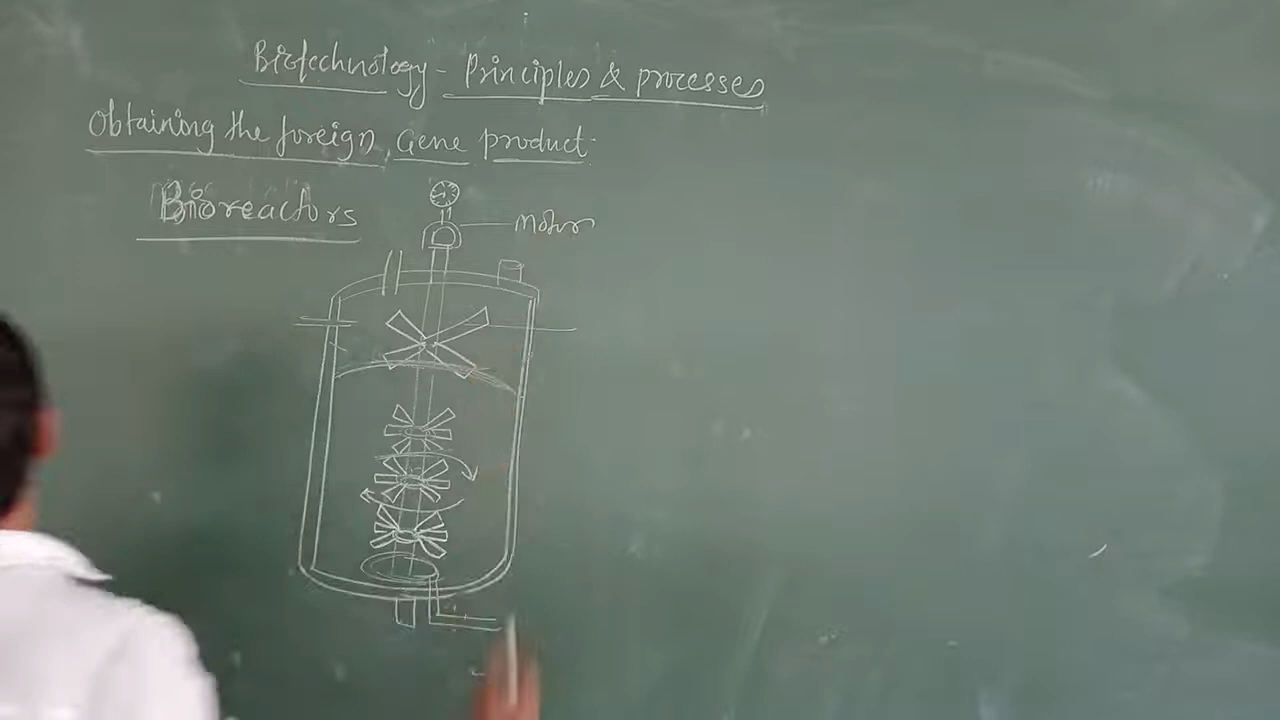 Biotechnology - Principles & processes
Obtaining the foreign Gene product.
Bioreactors
Motor